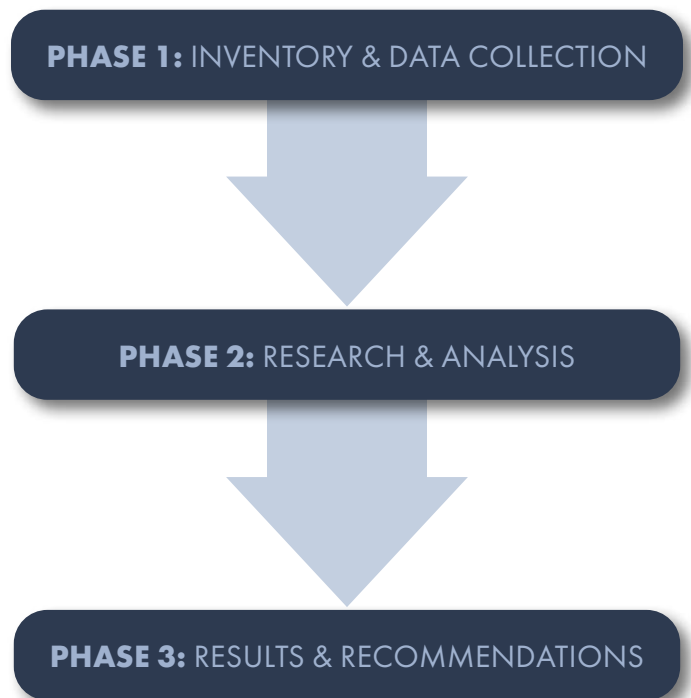 PHASE 1: INVENTORY & DATA COLLECTION
PHASE 2: RESEARCH & ANALYSIS
PHASE 3: RESULTS & RECOMMENDATIONS